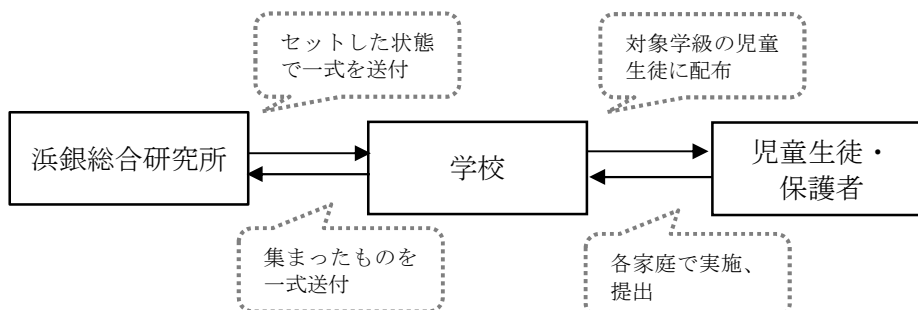 セットした状態
で一式を送付
対象学級の児童
生徒に配布
浜銀総合研究所
学校
児童生徒・
保護者
集まったものを
一式送付
各家庭で実施、
提出